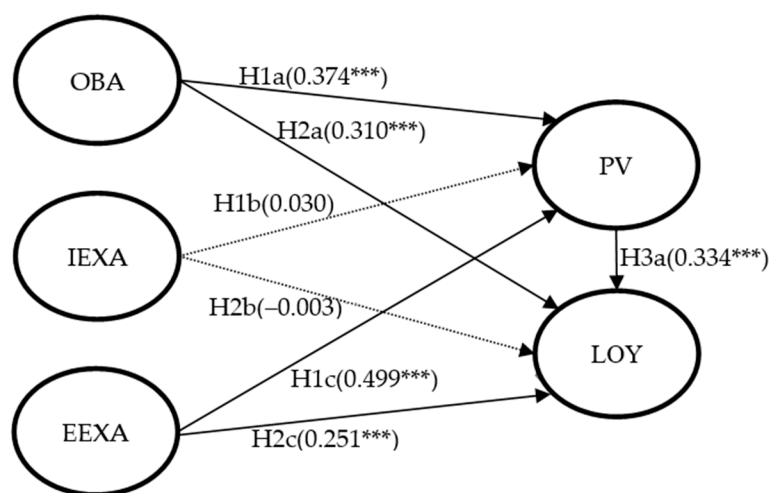 OBA
H1a(0.374***)
H2a(0.310***)
PV
H1b(0.030)
IEXA
H3a(0.334***)
H2b(–0.003)
LOY
H1c(0.499***)
EEXA
H2c(0.251***)